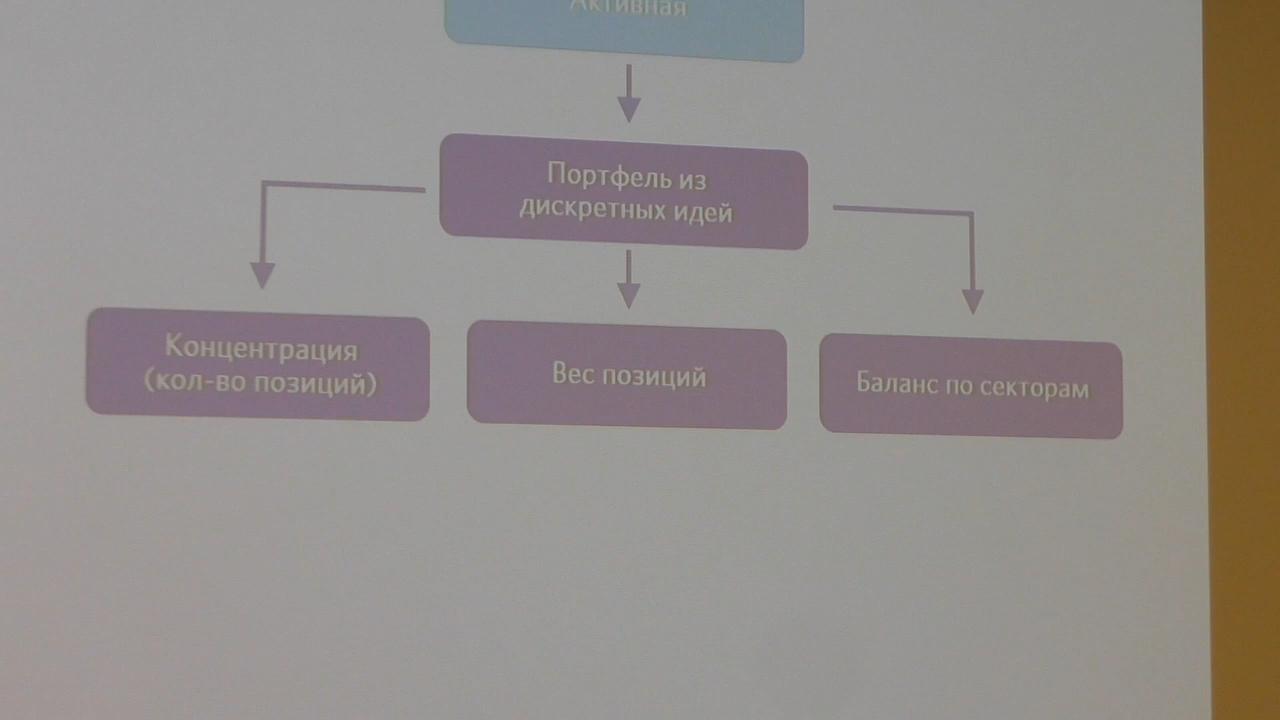 Активная
Портфель из
дискретных идей
Концентрация
(кол-во позиций)
Вес позиций
Баланс по секторам